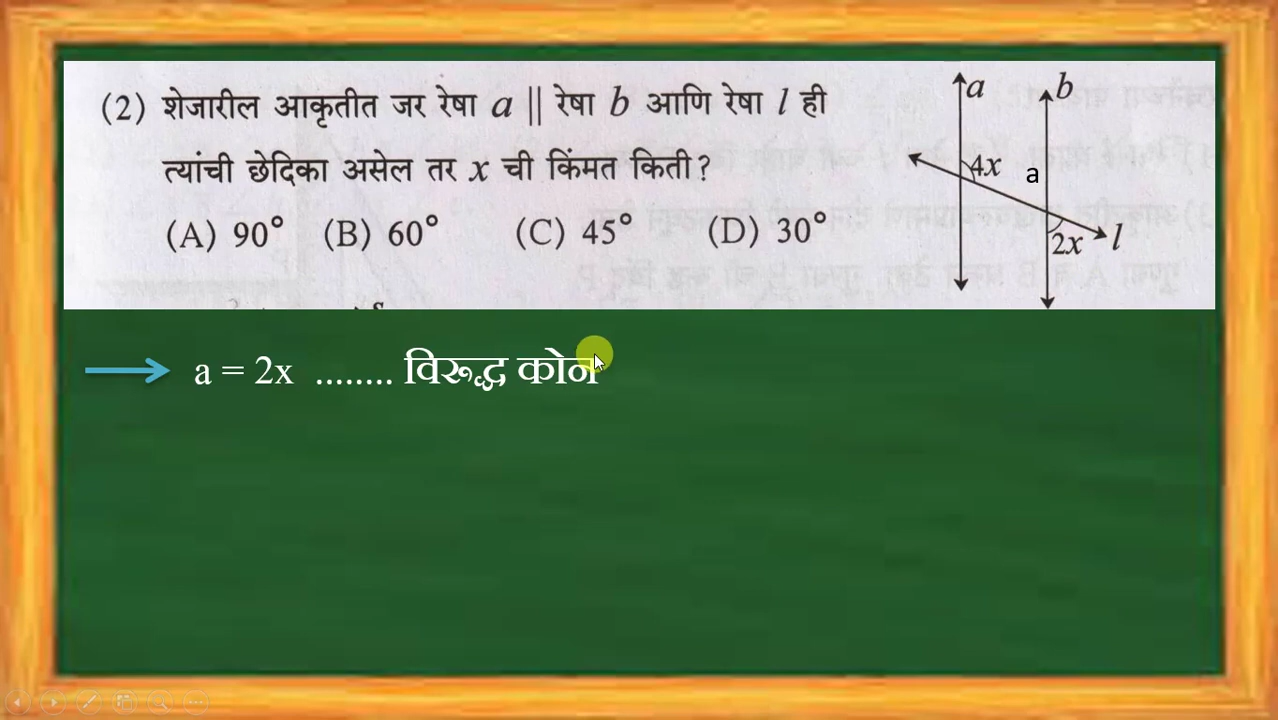 (2) शेजारील आकृतीत जर रेषा a || रेषा b आणि रेषा l ही
त्यांची छेदिका असेल तर x ची किंमत किती?
(A) 90° (B) 60° (C) 45° (D) 30°
a
b
4x
a
2x
l
a = 2x ........ विरूद्ध कोन